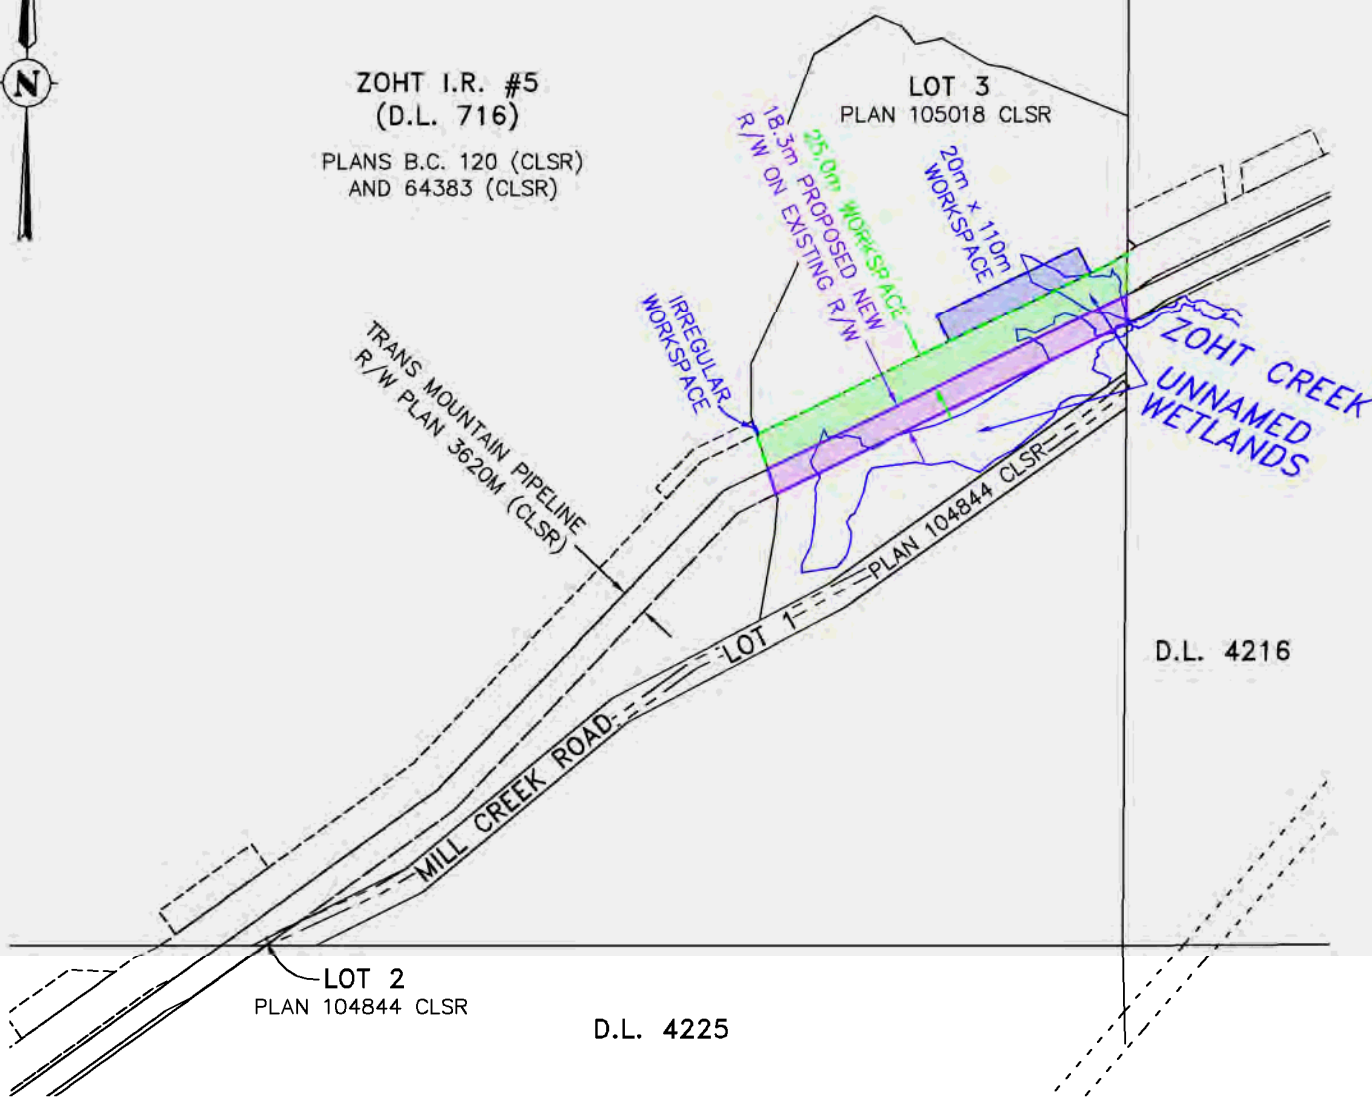 N
ZOHT I.R. #5
(D.L. 716)
PLANS B.C. 120 (CLSR)
AND 64383 (CLSR)
LOT 3
PLAN 105018 CLSR
18.3m PROPOSED NEW
R/W ON EXISTING R/W
25.0m WORKSPACE
20m x 110m
WORKSPACE
IRREGULAR
WORKSPACE
TRANS MOUNTAIN PIPELINE
R/W PLAN 3620M (CLSR)
ZOHT CREEK
UNNAMED
WETLANDS
PLAN 104844 CLSR
LOT 1
MILL CREEK ROAD
D.L. 4216
LOT 2
PLAN 104844 CLSR
D.L. 4225